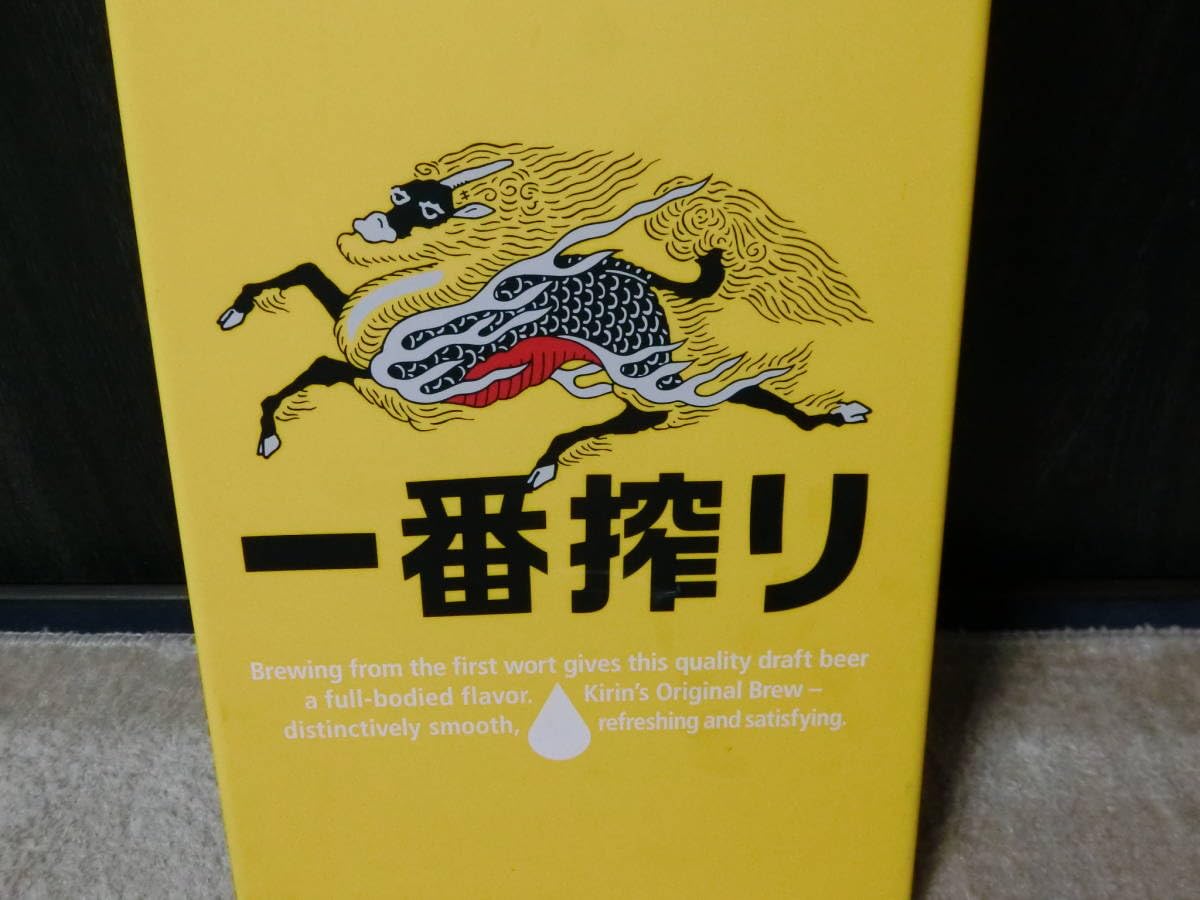 一番搾り
Brewing from the first wort gives this quality draft beer
a full-bodied flavor. Kirin's Original Brew –
distinctively smooth, refreshing and satisfying.